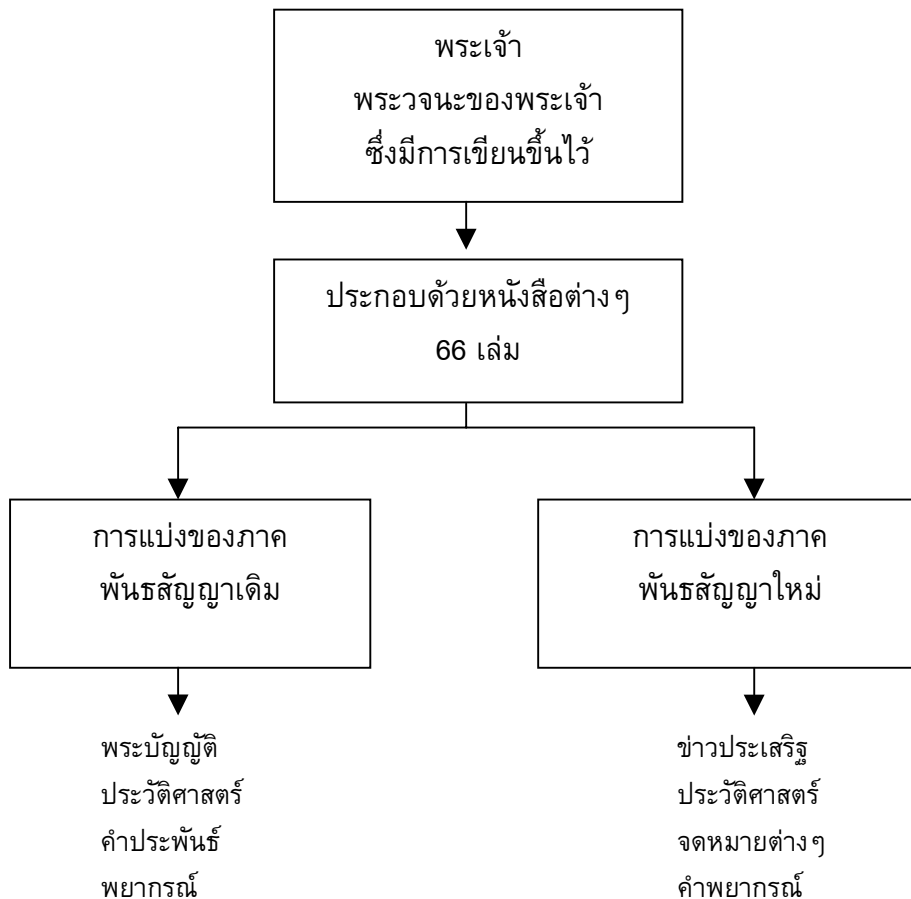 พระเจ้า
พระวจนะของพระเจ้า
ซึ่งมีการเขียนขึ้นไว้
ประกอบด้วยหนังสือต่างๆ
66 เล่ม
การแบ่งของภาค
พันธสัญญาเดิม
การแบ่งของภาค
พันธสัญญาใหม่
พระบัญญัติ
ประวัติศาสตร์
คำประพันธ์
พยากรณ์
ข่าวประเสริฐ
ประวัติศาสตร์
จดหมายต่างๆ
คำพยากรณ์